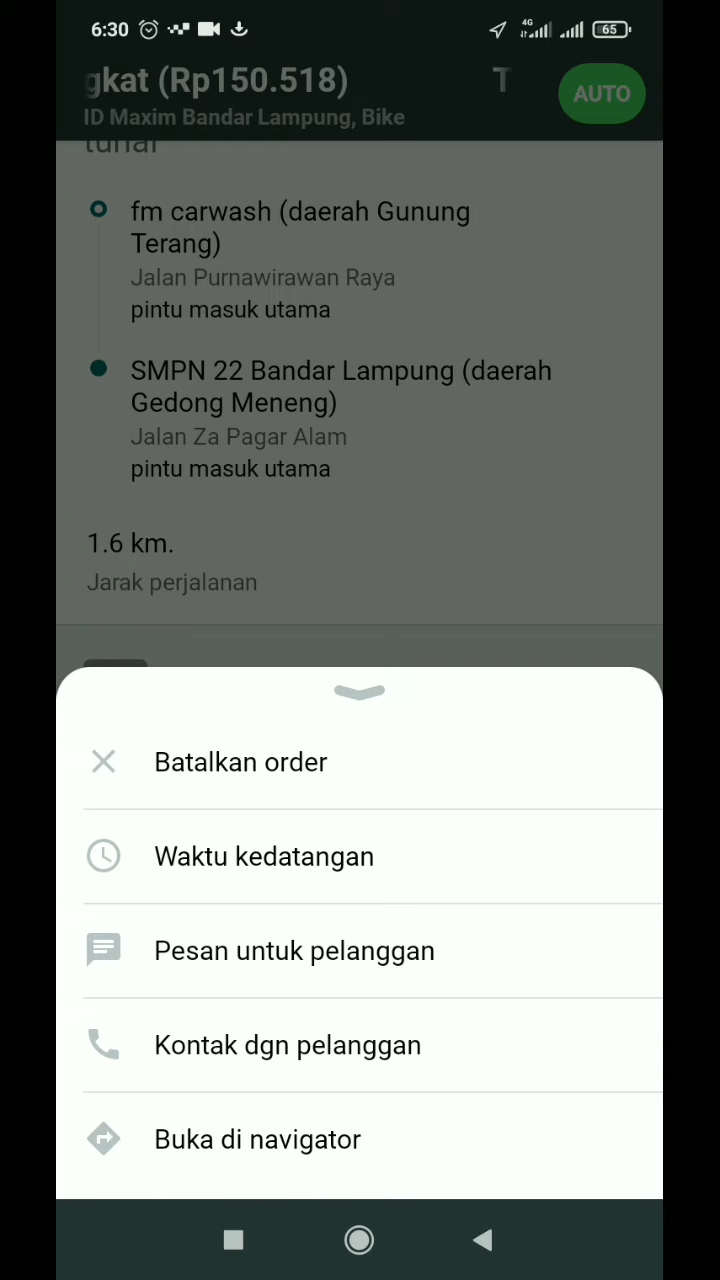 6:30
4G
65
gkat (Rp150.518)
T
AUTO
ID Maxim Bandar Lampung, Bike
tunai
fm carwash (daerah Gunung
Terang)
Jalan Purnawirawan Raya
pintu masuk utama
SMPN 22 Bandar Lampung (daerah
Gedong Meneng)
Jalan Za Pagar Alam
pintu masuk utama
1.6 km.
Jarak perjalanan
Batalkan order
Waktu kedatangan
Pesan untuk pelanggan
Kontak dgn pelanggan
Buka di navigator